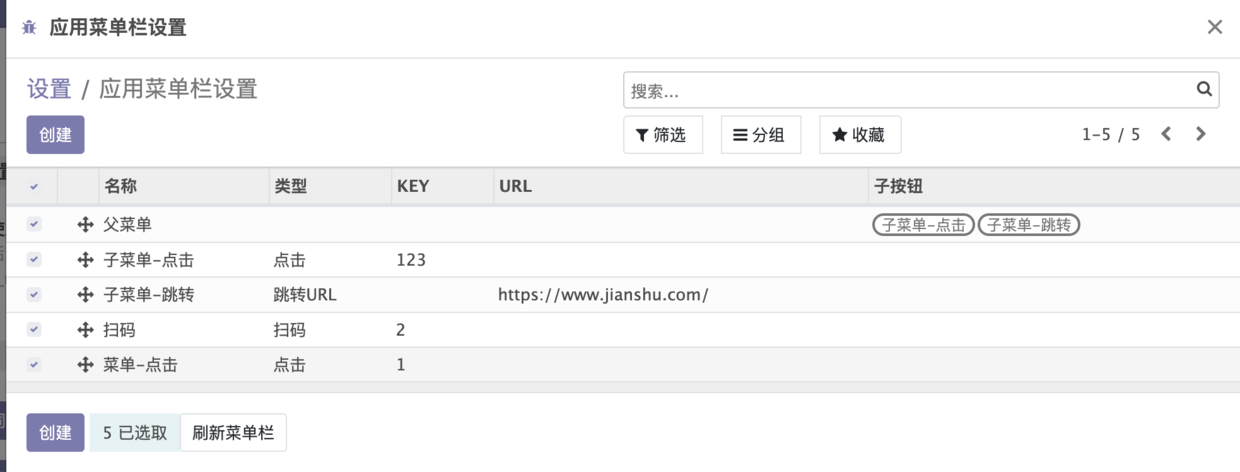 应用菜单栏设置
设置 / 应用菜单栏设置
搜索...
创建 筛选 分组 收藏 1-5 / 5
名称 类型 KEY URL 子按钮
父菜单 子菜单-点击 子菜单-跳转
子菜单-点击 点击 123
子菜单-跳转 跳转URL https://www.jianshu.com/
扫码 扫码 2
菜单-点击 点击 1
创建 5 已选取 刷新菜单栏